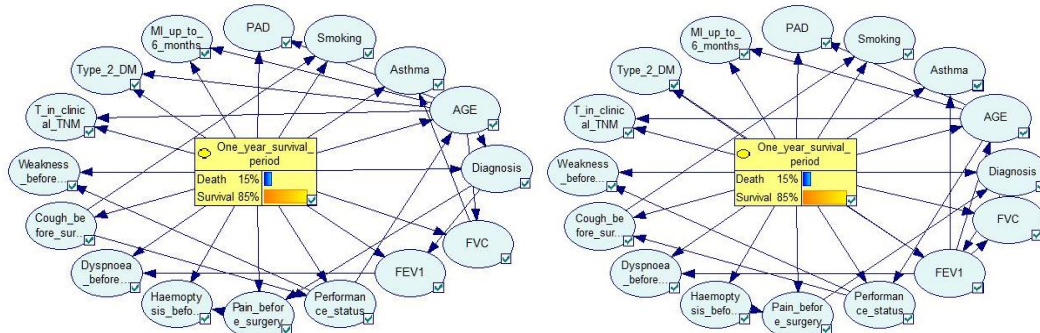 MI_up_to_
6_months
PAD
Smoking
Type_2_DM
Asthma
T_in_clinic
al_TNM
AGE
One_year_survival_
period
Death 15%
Survival 85%
Weakness
_before...
Diagnosis
Cough_be
fore_sur...
FVC
Dyspnoea
_before...
FEV1
Haemopty
sis_befo...
Pain_befor
e_surgery
Performan
ce_status
MI_up_to_
6_months
PAD
Smoking
Type_2_DM
Asthma
T_in_clinic
al_TNM
AGE
One_year_survival_
period
Death 15%
Survival 85%
Weakness
_before...
Diagnosis
Cough_be
fore_sur...
FVC
Dyspnoea
_before...
FEV1
Haemopty
sis_befo...
Pain_befor
e_surgery
Performan
ce_status